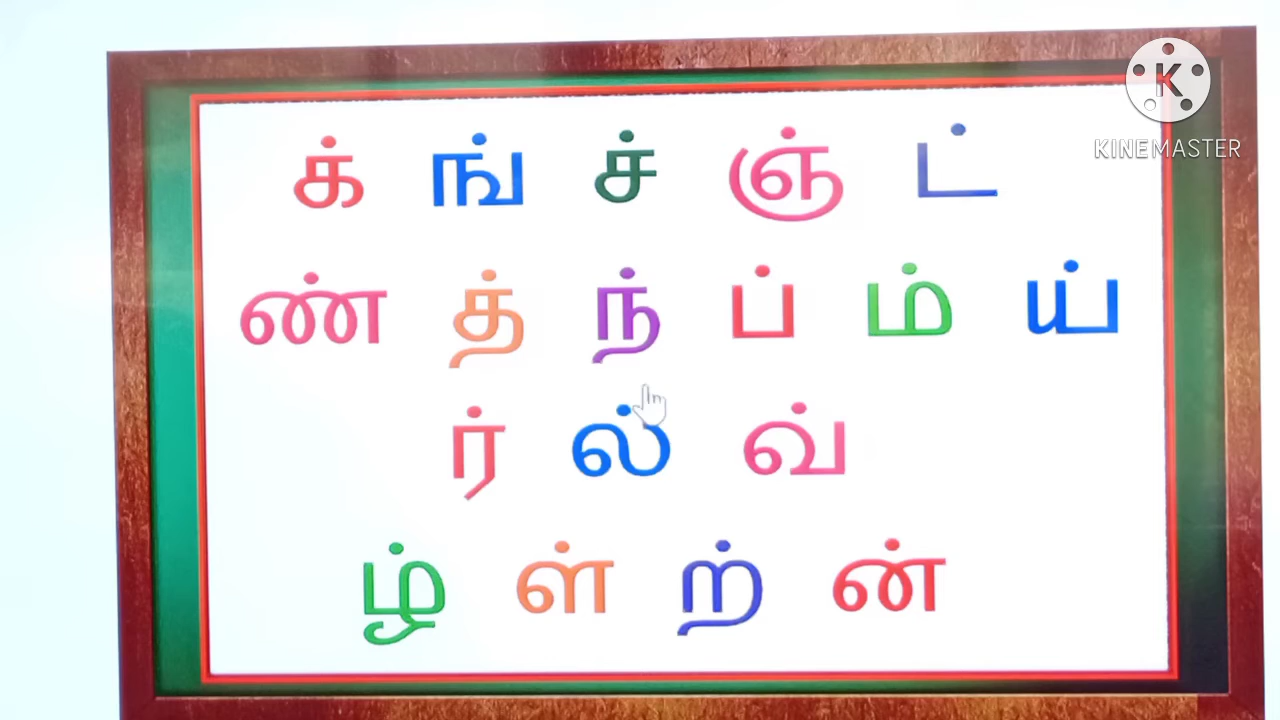 க் ங் ச் ஞ் ட்
ண் த் ந் ப் ம் ய்
ர் ல் வ்
ழ் ள் ற் ன்
K
KINEMASTER